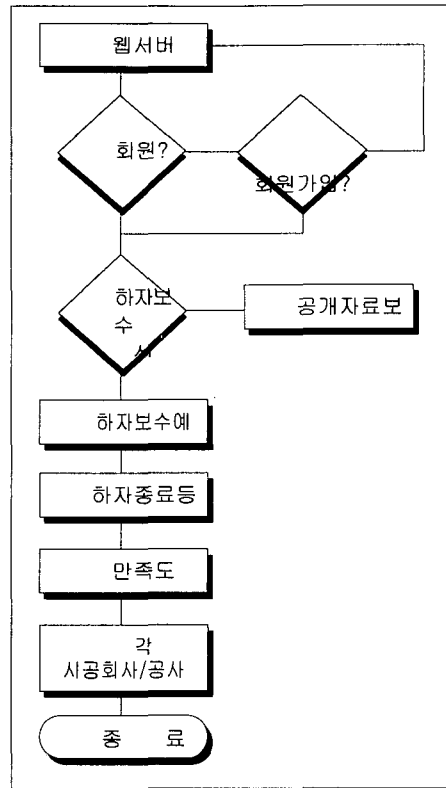 웹서버
회원?
회원가입?
하자보
수
공개자료보
하자보수예
하자종료등
만족도
각
시공회사/공사
종 료